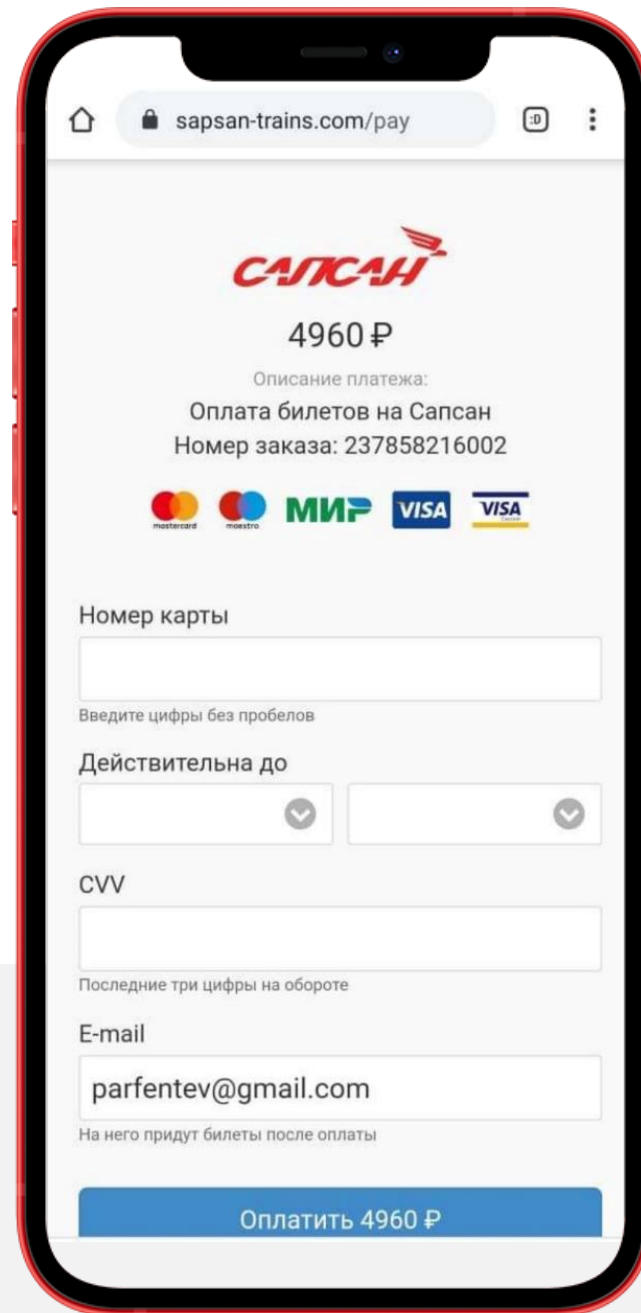 sapsan-trains.com/pay
:D
САПСАН
4960 ₽
Описание платежа:
Оплата билетов на Сапсан
Номер заказа: 237858216002
mastercard
maestro
МИР
VISA
VISA
Номер карты
Введите цифры без пробелов
Действительна до
CVV
Последние три цифры на обороте
E-mail
parfentev@gmail.com
На него придут билеты после оплаты
Оплатить 4960 ₽